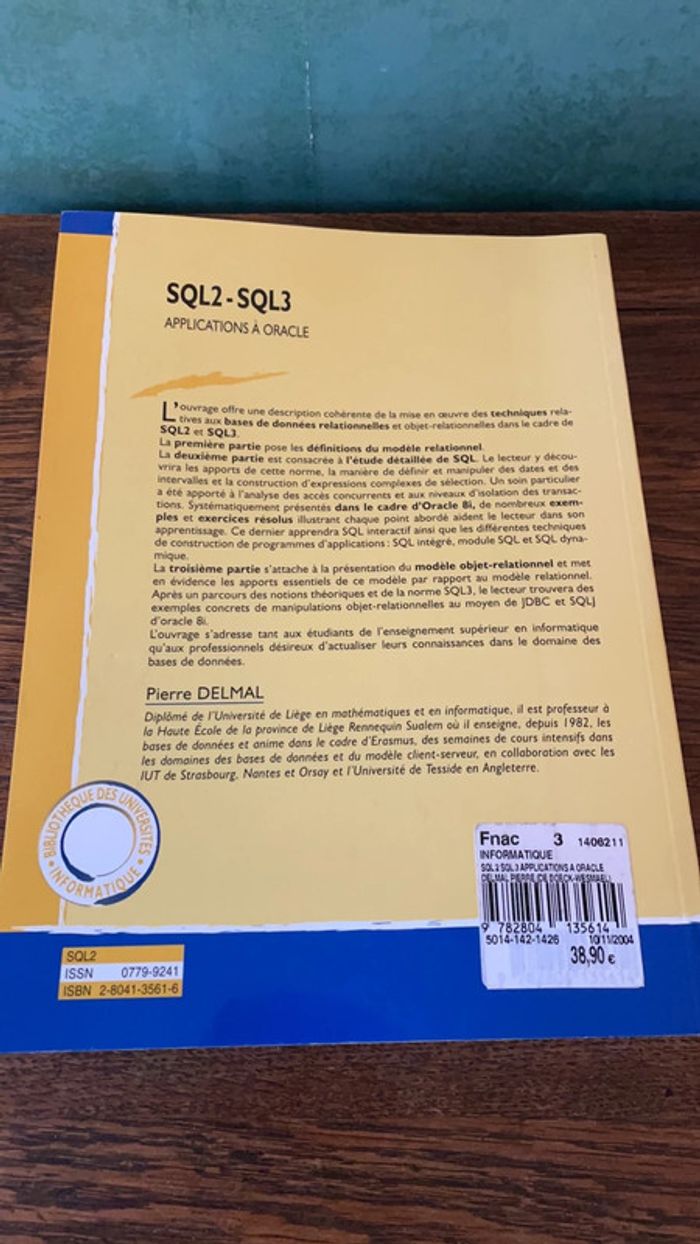 SQL2 - SQL3
APPLICATIONS À ORACLE
L'ouvrage offre une description cohérente de la mise en œuvre des techniques rela-
tives aux bases de données relationnelles et objet-relationnelles dans le cadre de
SQL2 et SQL3.
La première partie pose les définitions du modèle relationnel.
La deuxième partie est consacrée à l'étude détaillée de SQL. Le lecteur y décou-
vrira les apports de cette norme, la manière de définir et manipuler des dates et des
intervalles et la construction d'expressions complexes de sélection. Un soin particulier
a été apporté à l'analyse des accès concurrents et aux niveaux d'isolation des transac-
tions. Systématiquement présentés dans le cadre d'Oracle 8i, de nombreux exem-
ples et exercices résolus illustrant chaque point abordé aident le lecteur dans son
apprentissage. Ce dernier apprendra SQL interactif ainsi que les différentes techniques
de construction de programmes d'applications : SQL intégré, module SQL et SQL dyna-
mique.
La troisième partie s'attache à la présentation du modèle objet-relationnel et met
en évidence les apports essentiels de ce modèle par rapport au modèle relationnel.
Après un parcours des notions théoriques et de la norme SQL3, le lecteur trouvera des
exemples concrets de manipulations objet-relationnelles au moyen de JDBC et SQLJ
d'oracle 8i.
L'ouvrage s'adresse tant aux étudiants de l'enseignement supérieur en informatique
qu'aux professionnels désireux d'actualiser leurs connaissances dans le domaine des
bases de données.
Pierre DELMAL
Diplômé de l'Université de Liège en mathématiques et en informatique, il est professeur à
la Haute École de la province de Liège Rennequin Sualem où il enseigne, depuis 1982, les
bases de données et anime dans le cadre d'Erasmus, des semaines de cours intensifs dans
les domaines des bases de données et du modèle client-serveur, en collaboration avec les
IUT de Strasbourg, Nantes et Orsay et l'Université de Tesside en Angleterre.
BIBLIOTHÈQUE DES UNIVERSITÉS
• INFORMATIQUE •
Fnac 3 1406211
INFORMATIQUE
SQL 2 SQL 3 APPLICATIONS A ORACLE
DELMAL PIERRE (DE BOECK-WESMAEL)
9 782804 135614
5014-142-1426 10/11/2004
38,90 €
SQL2
ISSN 0779-9241
ISBN 2-8041-3561-6